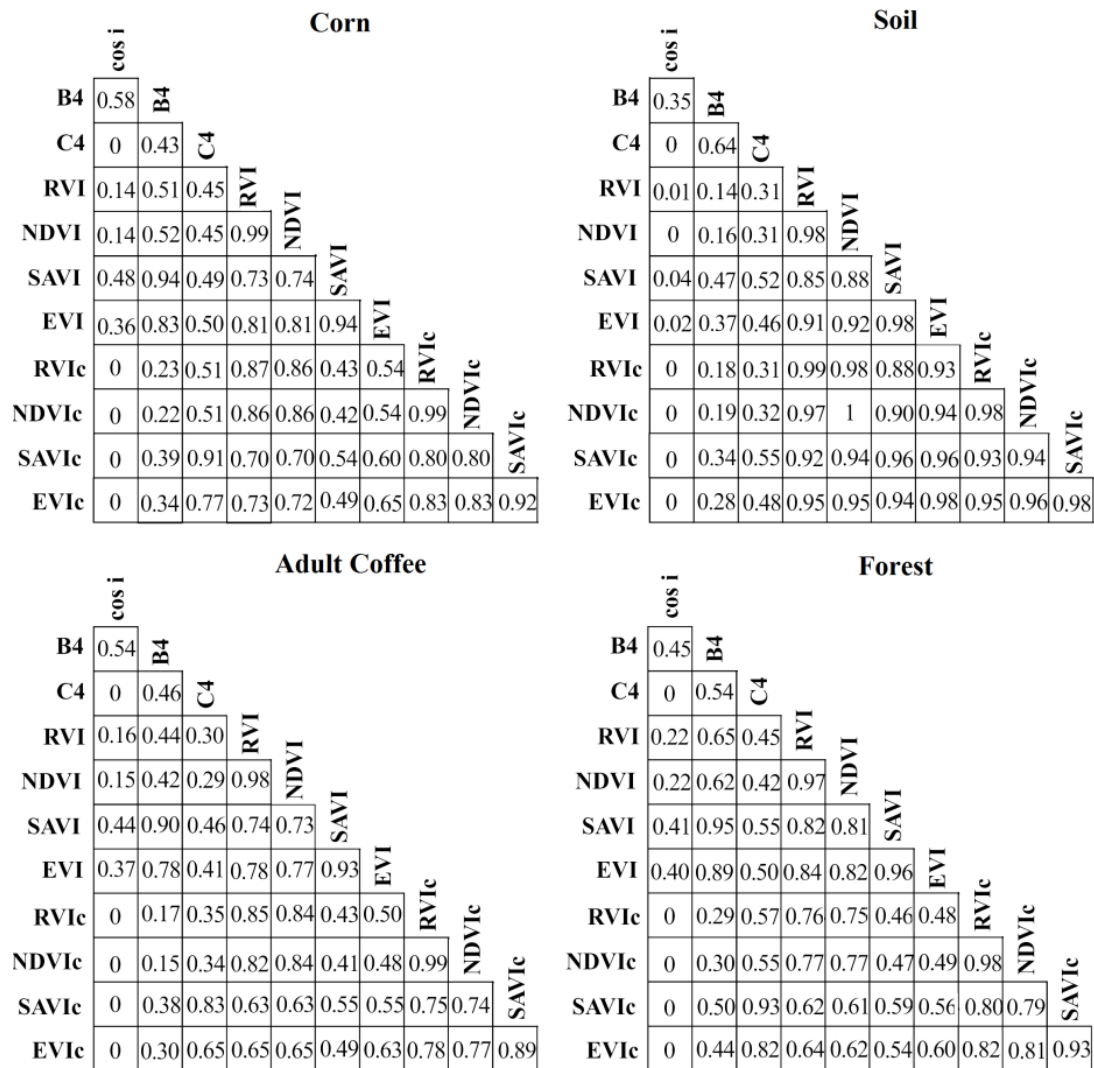 Corn
cos i
B4 0.58 B4
C4 0 0.43 C4
RVI 0.14 0.51 0.45 RVI
NDVI 0.14 0.52 0.45 0.99 NDVI
SAVI 0.48 0.94 0.49 0.73 0.74 SAVI
EVI 0.36 0.83 0.50 0.81 0.81 0.94 EVI
RVIc 0 0.23 0.51 0.87 0.86 0.43 0.54 RVIc
NDVIc 0 0.22 0.51 0.86 0.86 0.42 0.54 0.99 NDVIc
SAVIc 0 0.39 0.91 0.70 0.70 0.54 0.60 0.80 0.80 SAVIc
EVIc 0 0.34 0.77 0.73 0.72 0.49 0.65 0.83 0.83 0.92
Soil
cos i
B4 0.35 B4
C4 0 0.64 C4
RVI 0.01 0.14 0.31 RVI
NDVI 0 0.16 0.31 0.98 NDVI
SAVI 0.04 0.47 0.52 0.85 0.88 SAVI
EVI 0.02 0.37 0.46 0.91 0.92 0.98 EVI
RVIc 0 0.18 0.31 0.99 0.98 0.88 0.93 RVIc
NDVIc 0 0.19 0.32 0.97 1 0.90 0.94 0.98 NDVIc
SAVIc 0 0.34 0.55 0.92 0.94 0.96 0.96 0.93 0.94 SAVIc
EVIc 0 0.28 0.48 0.95 0.95 0.94 0.98 0.95 0.96 0.98
Adult Coffee
cos i
B4 0.54 B4
C4 0 0.46 C4
RVI 0.16 0.44 0.30 RVI
NDVI 0.15 0.42 0.29 0.98 NDVI
SAVI 0.44 0.90 0.46 0.74 0.73 SAVI
EVI 0.37 0.78 0.41 0.78 0.77 0.93 EVI
RVIc 0 0.17 0.35 0.85 0.84 0.43 0.50 RVIc
NDVIc 0 0.15 0.34 0.82 0.84 0.41 0.48 0.99 NDVIc
SAVIc 0 0.38 0.83 0.63 0.63 0.55 0.55 0.75 0.74 SAVIc
EVIc 0 0.30 0.65 0.65 0.65 0.49 0.63 0.78 0.77 0.89
Forest
cos i
B4 0.45 B4
C4 0 0.54 C4
RVI 0.22 0.65 0.45 RVI
NDVI 0.22 0.62 0.42 0.97 NDVI
SAVI 0.41 0.95 0.55 0.82 0.81 SAVI
EVI 0.40 0.89 0.50 0.84 0.82 0.96 EVI
RVIc 0 0.29 0.57 0.76 0.75 0.46 0.48 RVIc
NDVIc 0 0.30 0.55 0.77 0.77 0.47 0.49 0.98 NDVIc
SAVIc 0 0.50 0.93 0.62 0.61 0.59 0.56 0.80 0.79 SAVIc
EVIc 0 0.44 0.82 0.64 0.62 0.54 0.60 0.82 0.81 0.93